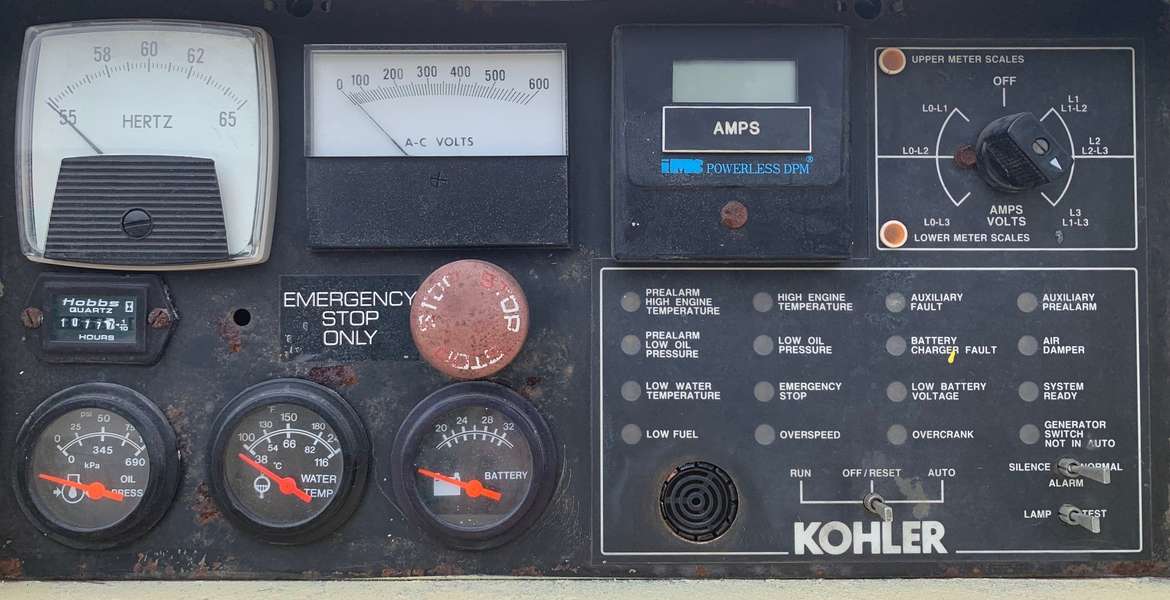 58 60 62
55 65
HERTZ
0 100 200 300 400 500 600
A-C VOLTS
AMPS
POWERLESS DPM®
UPPER METER SCALES
OFF
L0-L1
L1
L1-L2
L0-L2
L2
L2-L3
L0-L3
L3
L1-L3
AMPS
VOLTS
LOWER METER SCALES
Hobbs
QUARTZ
HOURS
EMERGENCY
STOP
ONLY
STOP
STOP
STOP
PREALARM
HIGH ENGINE
TEMPERATURE
HIGH ENGINE
TEMPERATURE
AUXILIARY
FAULT
AUXILIARY
PREALARM
PREALARM
LOW OIL
PRESSURE
LOW OIL
PRESSURE
BATTERY
CHARGER FAULT
AIR
DAMPER
LOW WATER
TEMPERATURE
EMERGENCY
STOP
LOW BATTERY
VOLTAGE
SYSTEM
READY
LOW FUEL
OVERSPEED
OVERCRANK
GENERATOR
SWITCH
NOT IN AUTO
psi
0 25 50 75
0 345 690
kPa
OIL
PRESS
F
100 130 150 180
38 54 66 82 116
°C
WATER
TEMP
20 24 28 32
BATTERY
RUN OFF/RESET AUTO
SILENCE NORMAL
ALARM
LAMP TEST
KOHLER